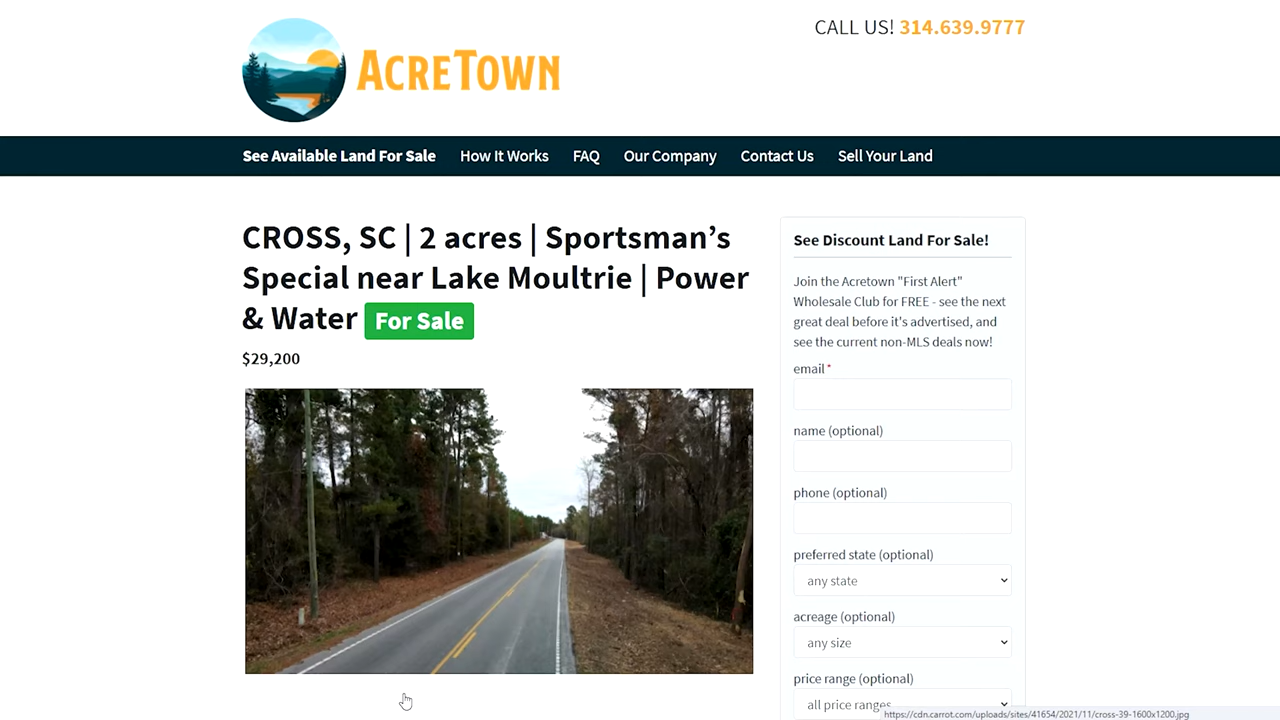 CALL US! 314.639.9777
ACRETOWN
See Available Land For Sale How It Works FAQ Our Company Contact Us Sell Your Land
CROSS, SC | 2 acres | Sportsman’s
Special near Lake Moultrie | Power
& Water For Sale
$29,200
See Discount Land For Sale!
Join the Acretown "First Alert"
Wholesale Club for FREE - see the next
great deal before it's advertised, and
see the current non-MLS deals now!
email *
name (optional)
phone (optional)
preferred state (optional)
any state
acreage (optional)
any size
price range (optional)
all price ranges
https://cdn.carrot.com/uploads/sites/41654/2021/11/cross-39-1600x1200.jpg